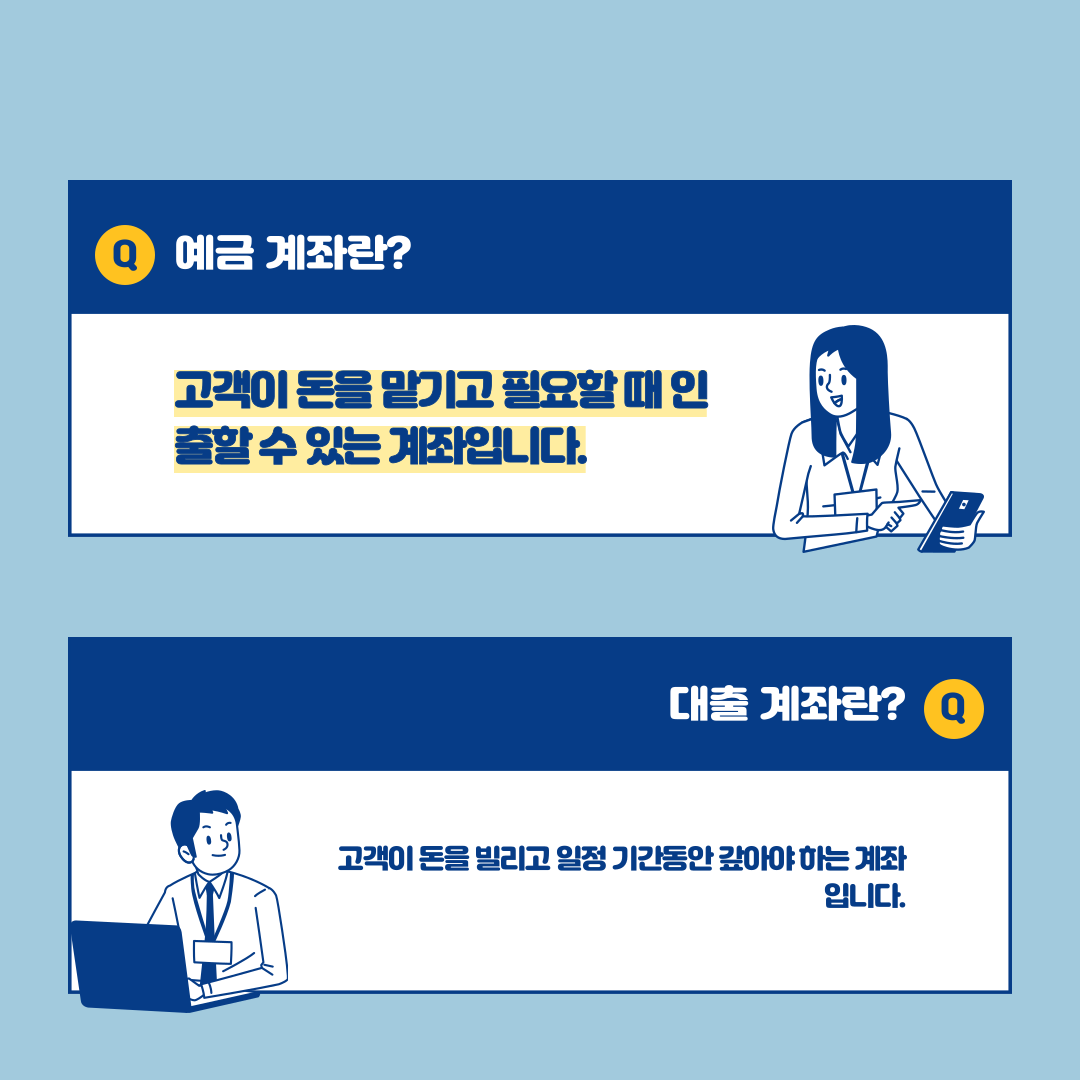 Q 예금 계좌란?
고객이 돈을 맡기고 필요할 때 인
출할 수 있는 계좌입니다.
대출 계좌란? Q
고객이 돈을 빌리고 일정 기간동안 갚아야 하는 계좌
입니다.